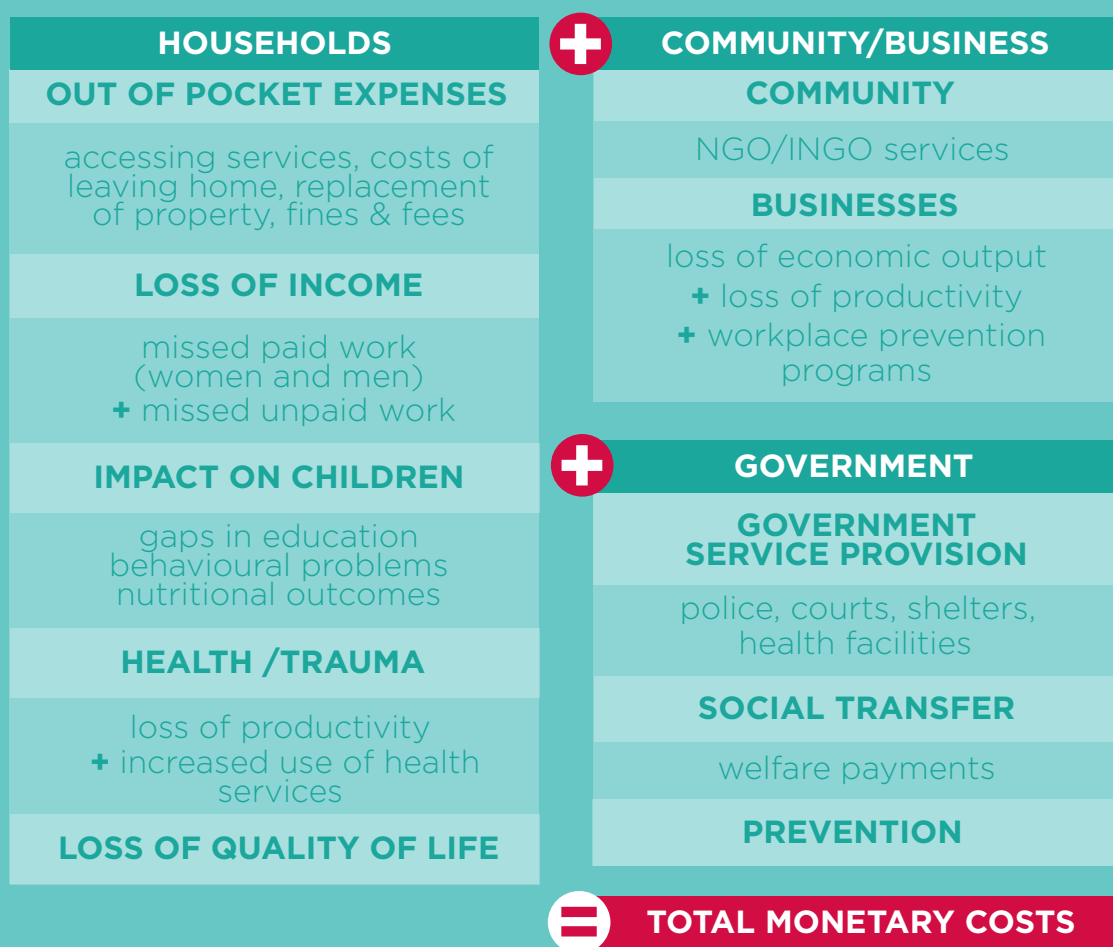 HOUSEHOLDS
OUT OF POCKET EXPENSES
accessing services, costs of
leaving home, replacement
of property, fines & fees
LOSS OF INCOME
missed paid work
(women and men)
+ missed unpaid work
IMPACT ON CHILDREN
gaps in education
behavioural problems
nutritional outcomes
HEALTH /TRAUMA
loss of productivity
+ increased use of health
services
LOSS OF QUALITY OF LIFE
+
COMMUNITY/BUSINESS
COMMUNITY
NGO/INGO services
BUSINESSES
loss of economic output
+ loss of productivity
+ workplace prevention
programs
+
GOVERNMENT
GOVERNMENT
SERVICE PROVISION
police, courts, shelters,
health facilities
SOCIAL TRANSFER
welfare payments
PREVENTION
=
TOTAL MONETARY COSTS